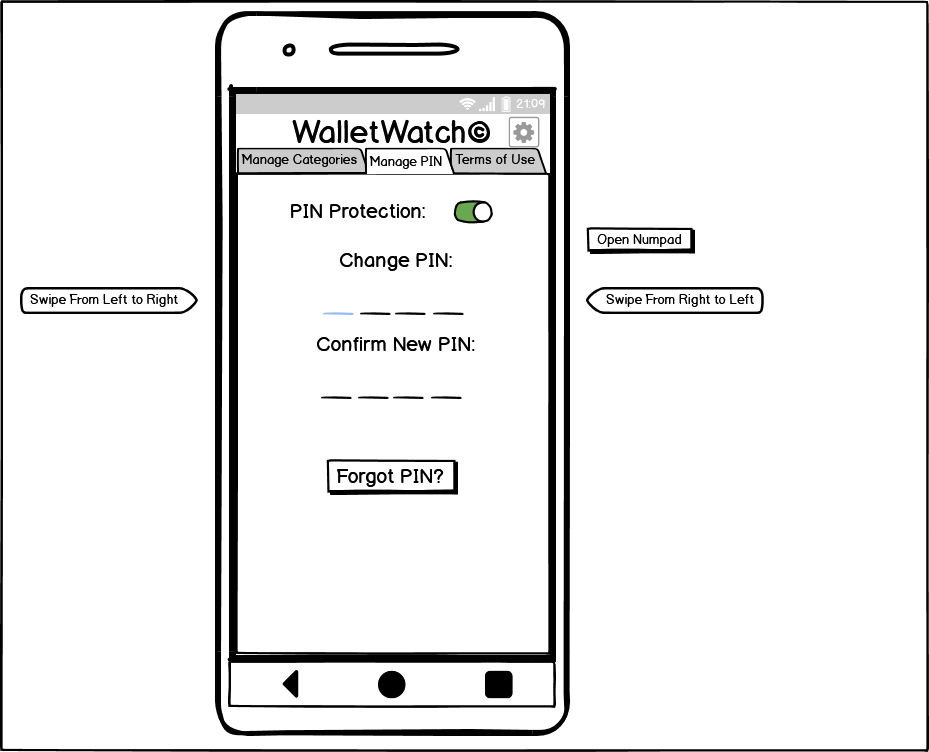 21:09
WalletWatch©
Manage Categories
Manage PIN
Terms of Use
PIN Protection:
Open Numpad
Change PIN:
Swipe From Left to Right
Swipe From Right to Left
Confirm New PIN:
Forgot PIN?